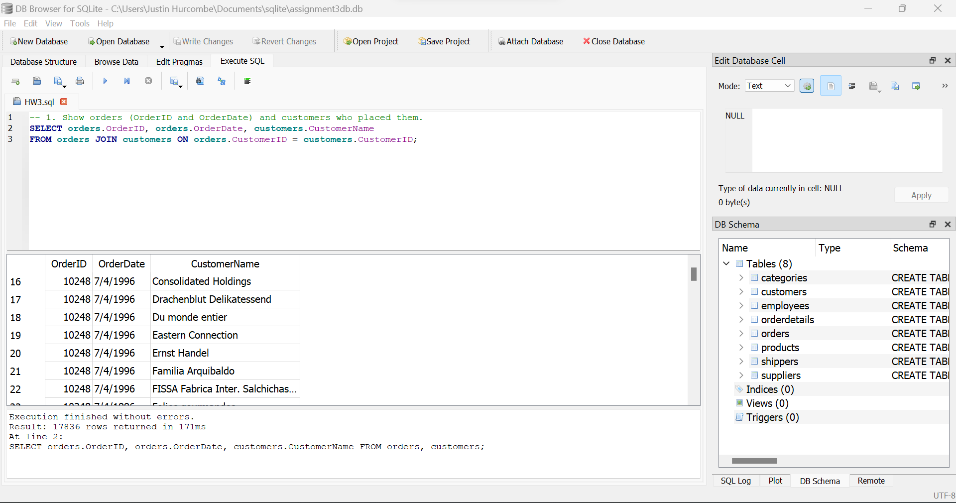 DB Browser for SQLite - C:\Users\Justin Hurcombe\Documents\sqlite\assignment3db.db
File Edit View Tools Help
New Database Open Database Write Changes Revert Changes Open Project Save Project Attach Database Close Database
Database Structure Browse Data Edit Pragmas Execute SQL
HW3.sql
1 -- 1. Show orders (OrderID and OrderDate) and customers who placed them.
2 SELECT orders.OrderID, orders.OrderDate, customers.CustomerName
3 FROM orders JOIN customers ON orders.CustomerID = customers.CustomerID;
OrderID OrderDate CustomerName
16 10248 7/4/1996 Consolidated Holdings
17 10248 7/4/1996 Drachenblut Delikatessend
18 10248 7/4/1996 Du monde entier
19 10248 7/4/1996 Eastern Connection
20 10248 7/4/1996 Ernst Handel
21 10248 7/4/1996 Familia Arquibaldo
22 10248 7/4/1996 FISSA Fabrica Inter. Salchichas...
Execution finished without errors.
Result: 17836 rows returned in 171ms
At line 2:
SELECT orders.OrderID, orders.OrderDate, customers.CustomerName FROM orders, customers;
Edit Database Cell
Mode: Text
NULL
Type of data currently in cell: NULL
0 byte(s)
Apply
DB Schema
Name Type Schema
Tables (8)
categories CREATE TABL
customers CREATE TABL
employees CREATE TABL
orderdetails CREATE TABL
orders CREATE TABL
products CREATE TABL
shippers CREATE TABL
suppliers CREATE TABL
Indices (0)
Views (0)
Triggers (0)
SQL Log Plot DB Schema Remote
UTF-8